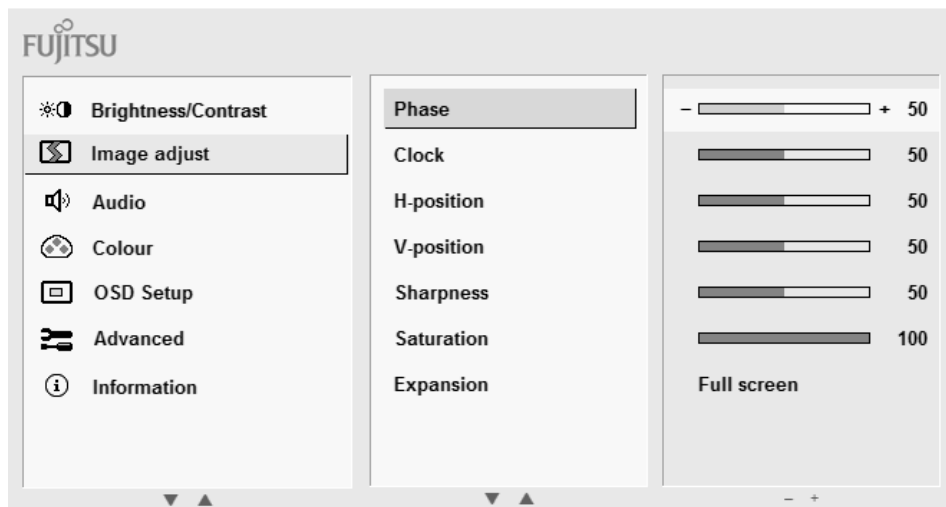 FUJITSU
Brightness/Contrast
Image adjust
Audio
Colour
OSD Setup
Advanced
Information
Phase
Clock
H-position
V-position
Sharpness
Saturation
Expansion
- + 50
50
50
50
50
100
Full screen
▼ ▲
▼ ▲
- +